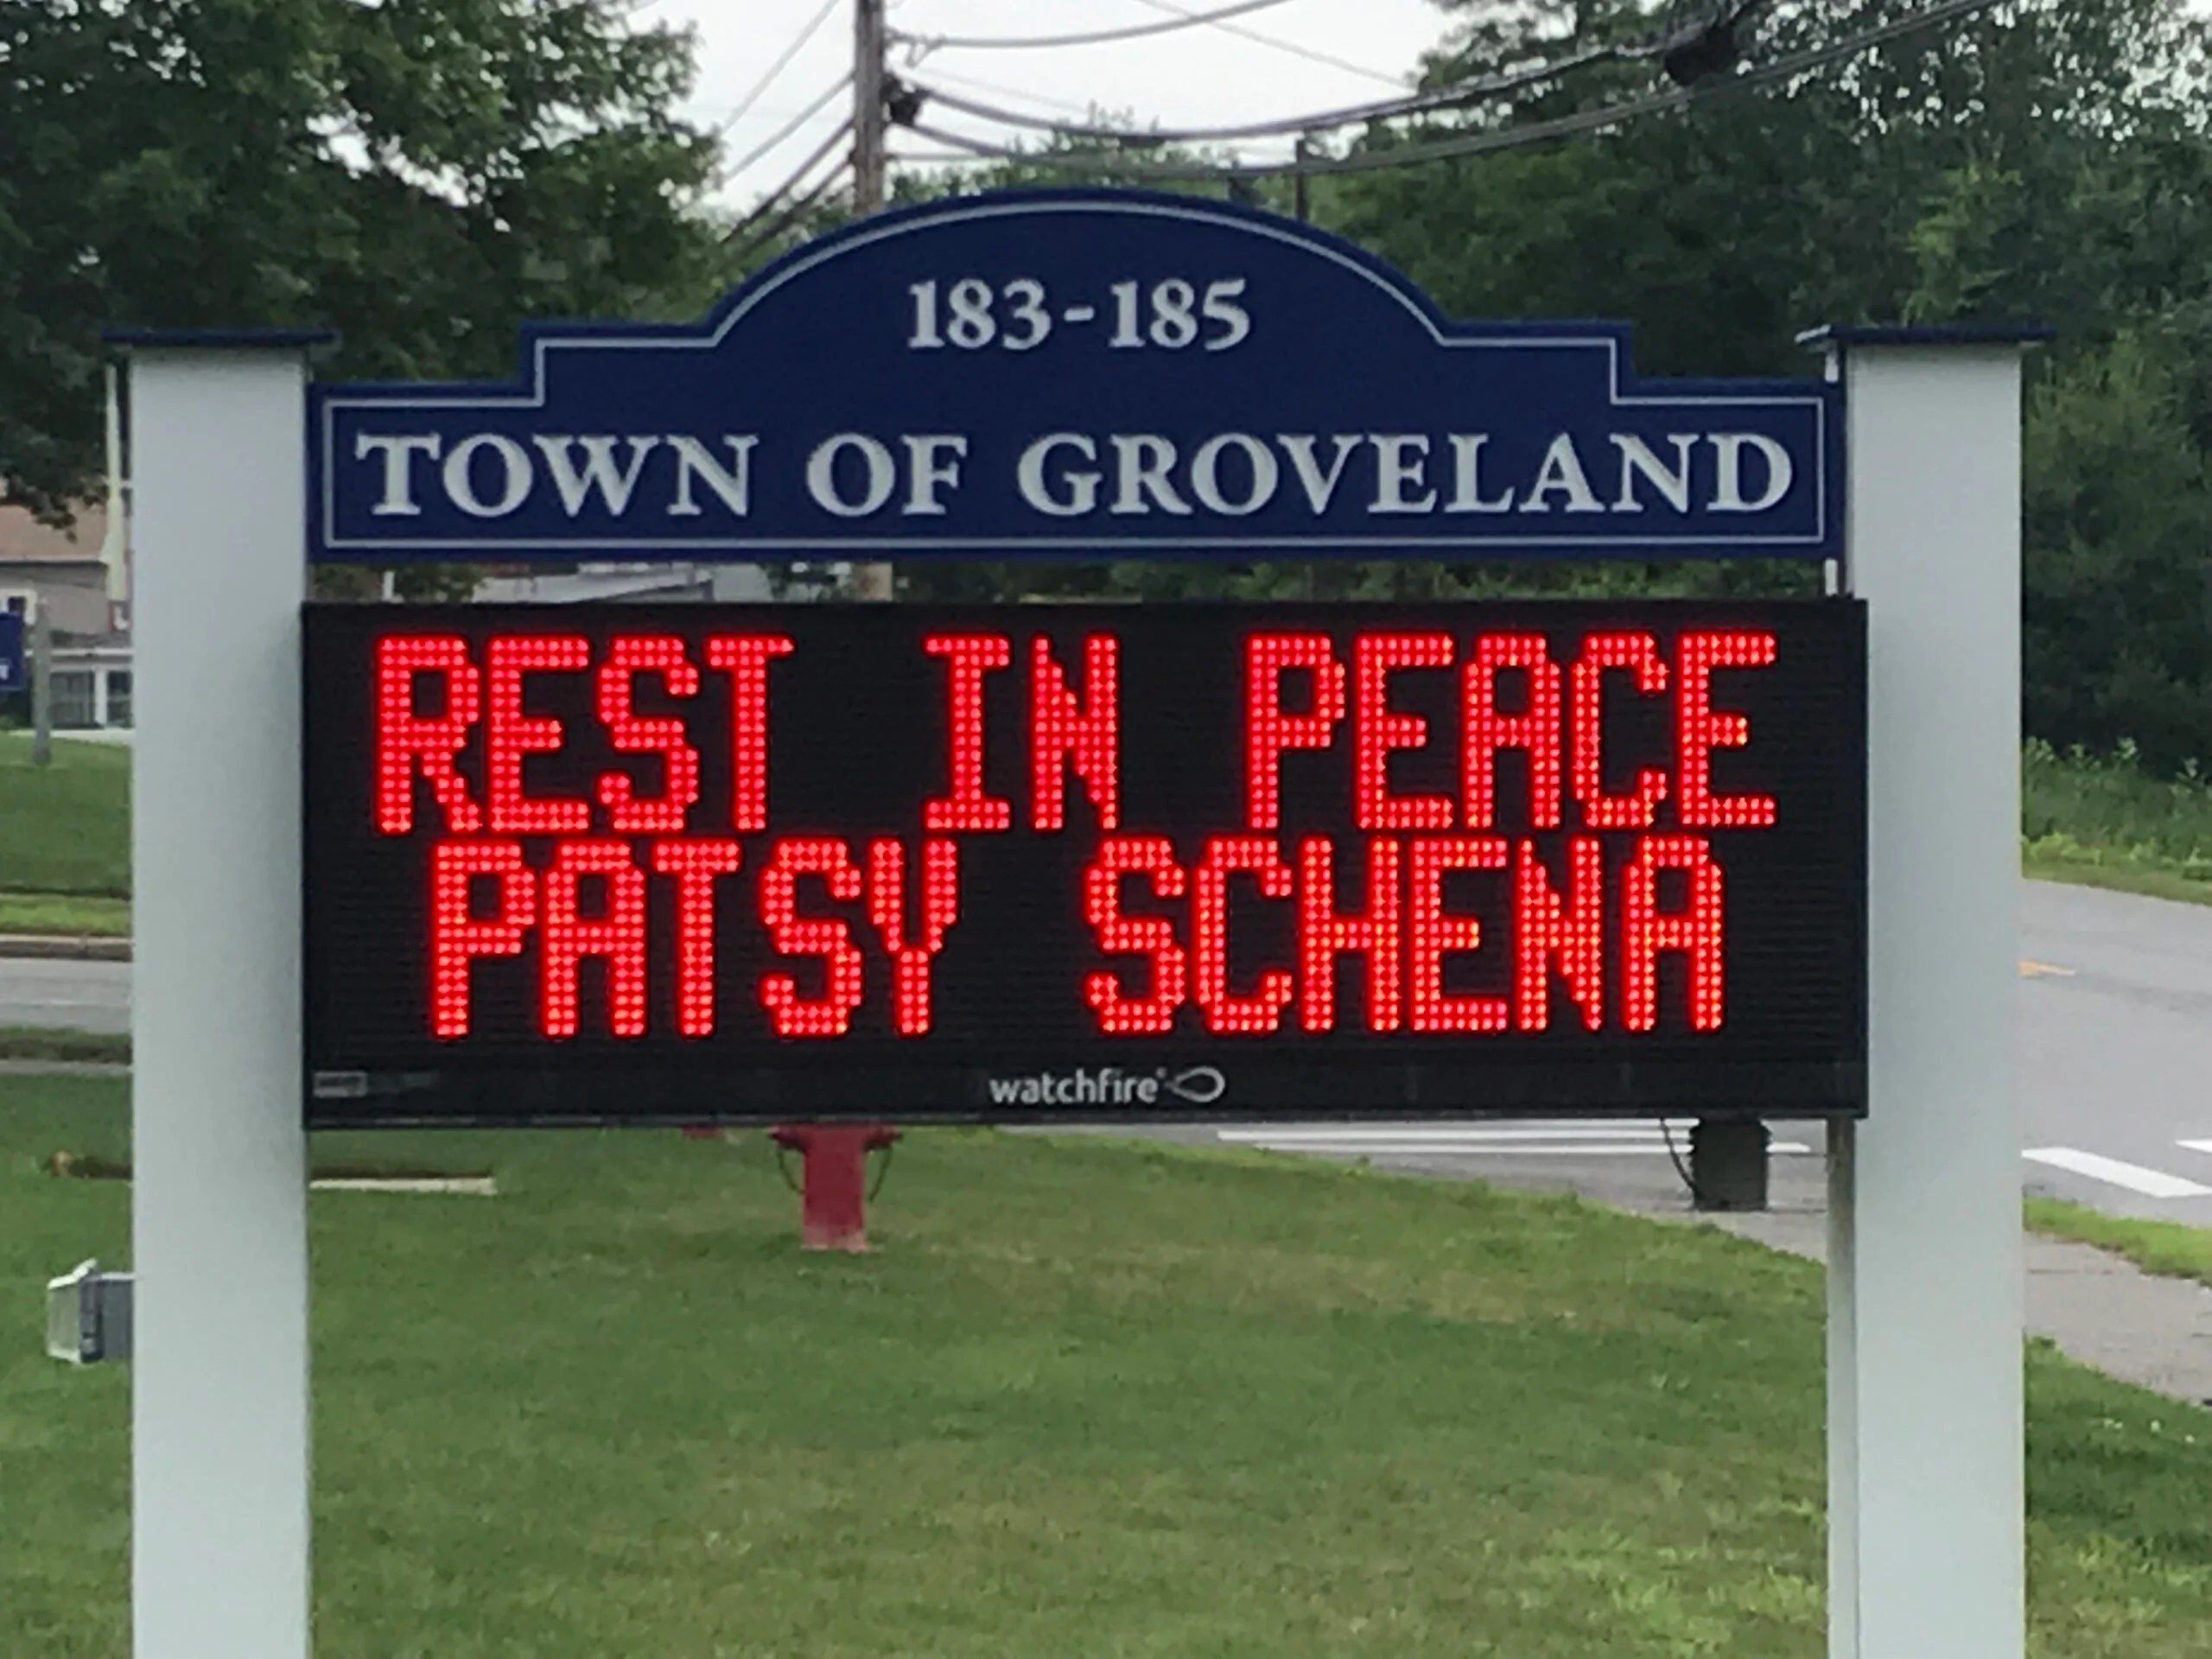 183-185
TOWN OF GROVELAND
REST IN PEACE
PATSY SCHENA
watchfire